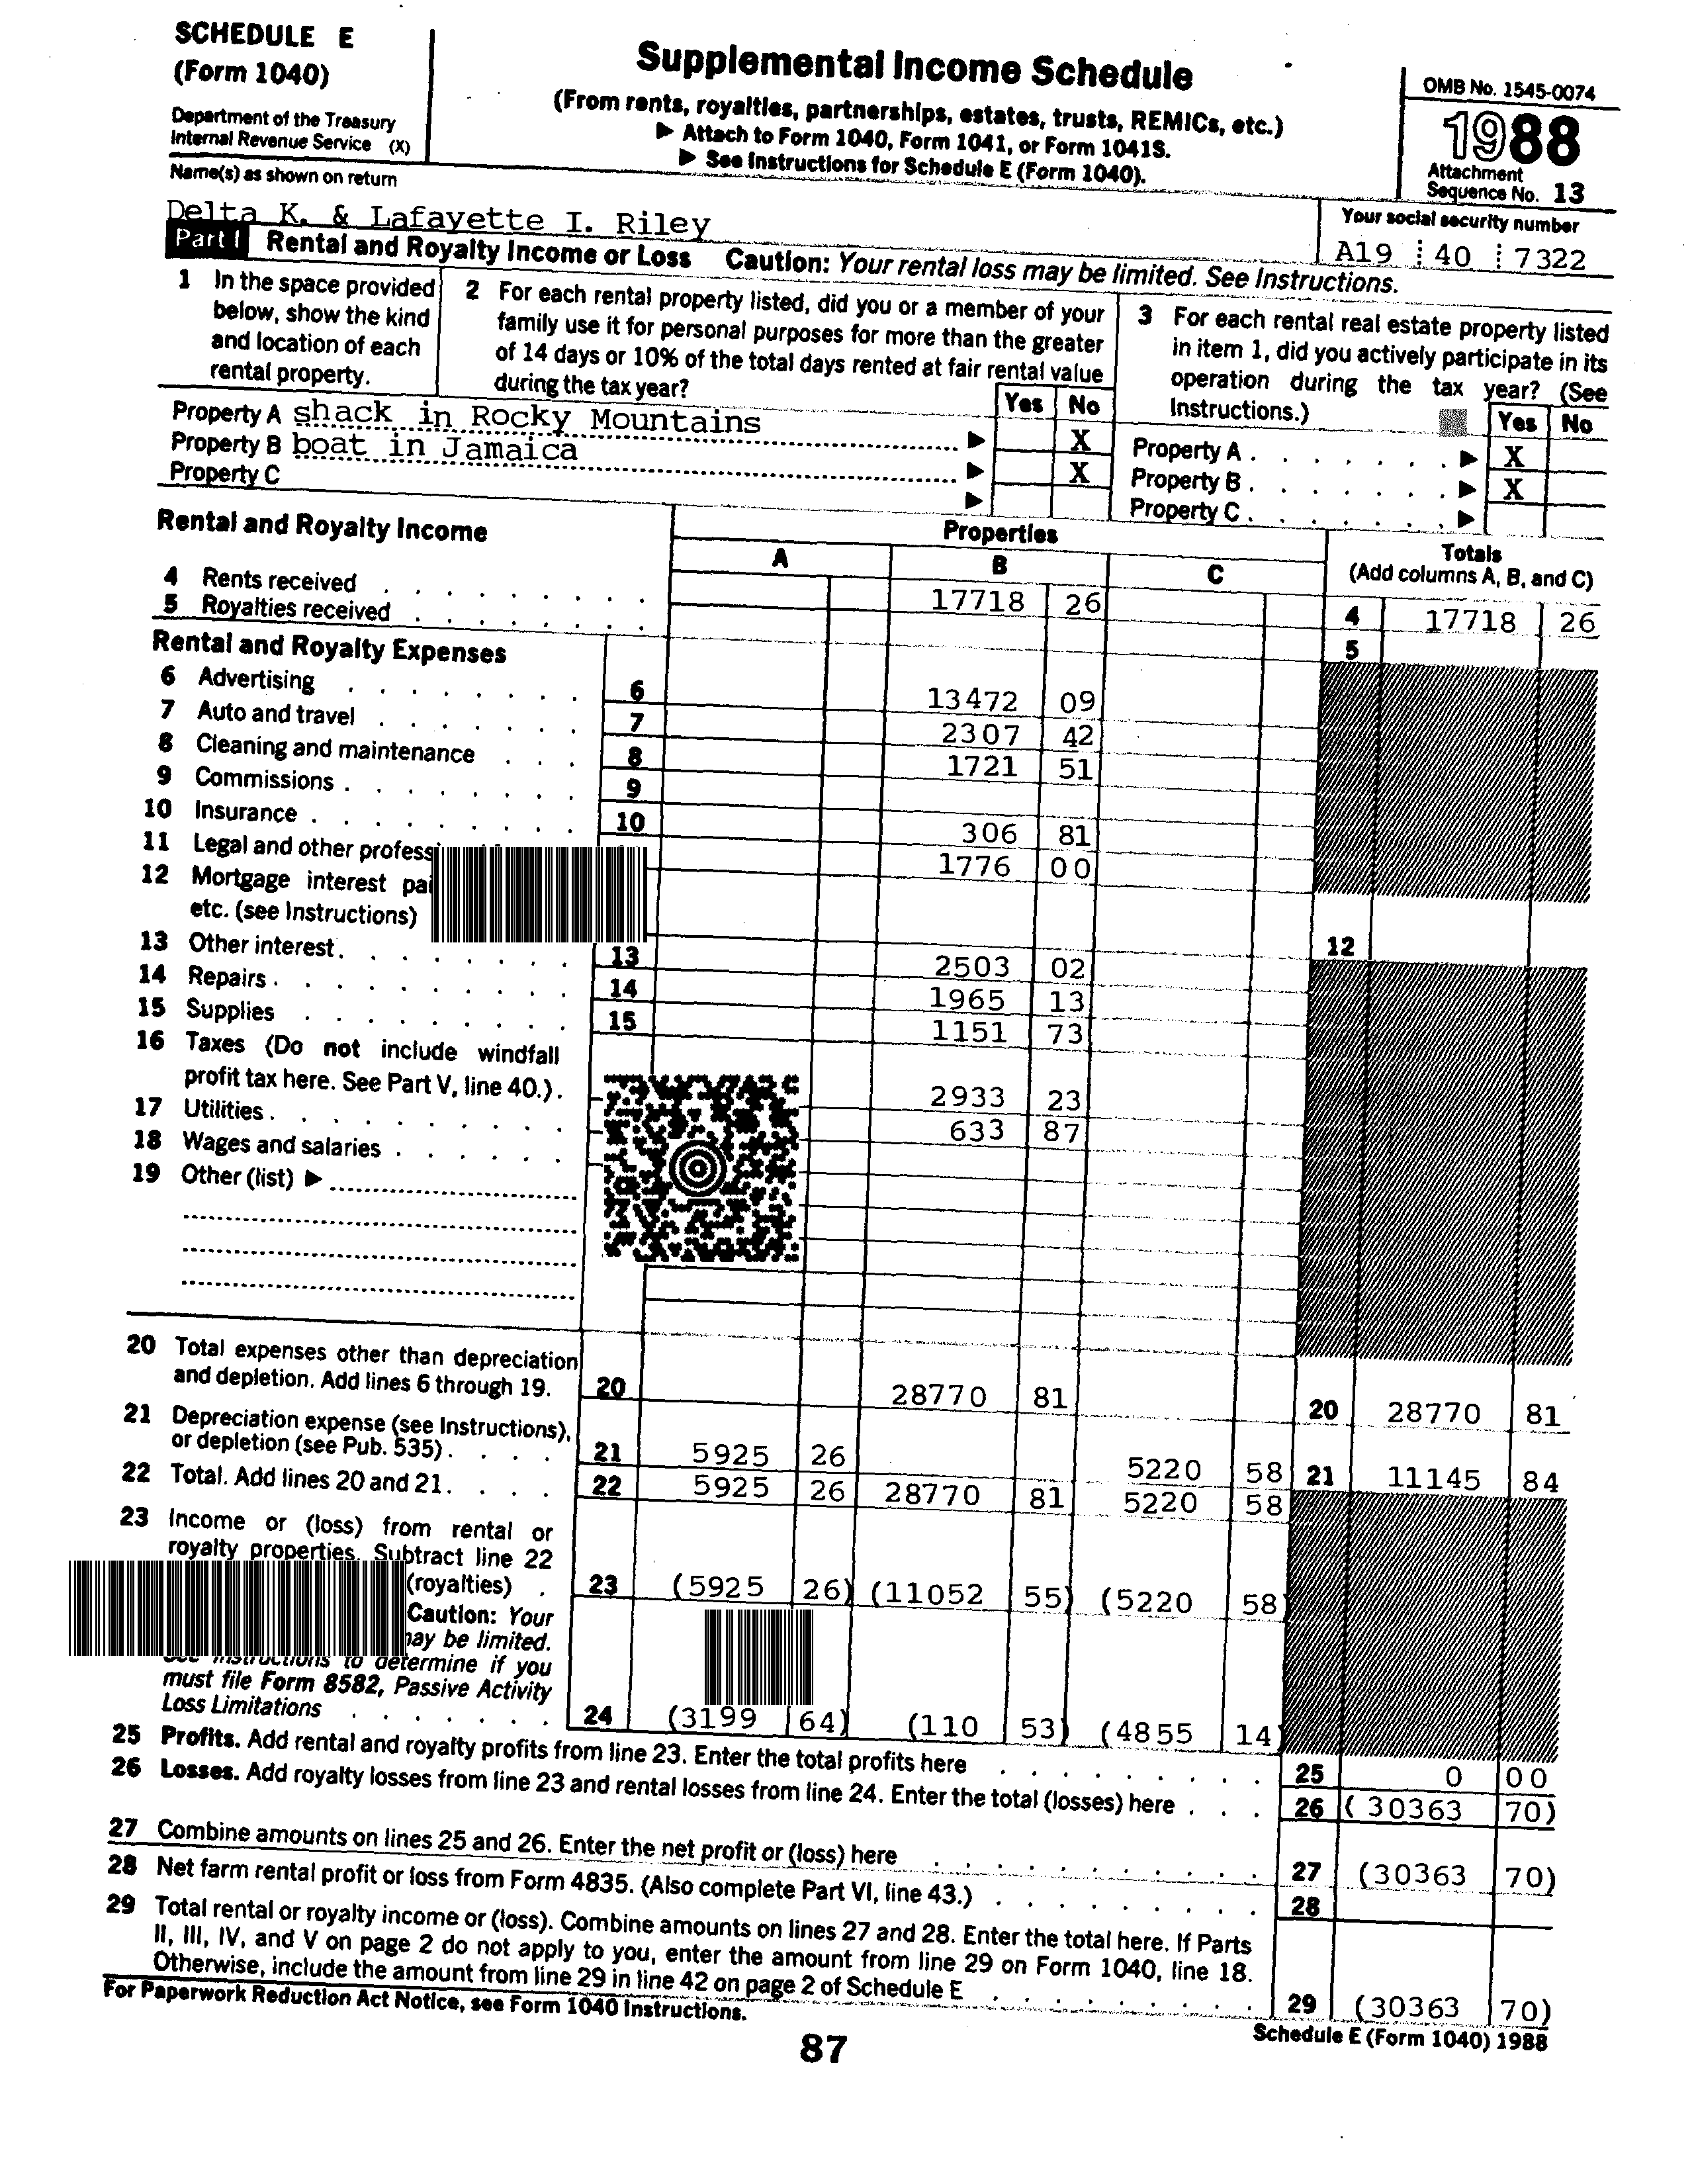 SCHEDULE E
(Form 1040)
Department of the Treasury
Internal Revenue Service (X)
Supplemental Income Schedule
(From rents, royalties, partnerships, estates, trusts, REMICs, etc.)
▶ Attach to Form 1040, Form 1041, or Form 1041S.
▶ See Instructions for Schedule E (Form 1040).
OMB No. 1545-0074
1988
Attachment
Sequence No. 13
Name(s) as shown on return
Delta K. & Lafayette I. Riley
Your social security number
A19 40 7322
Part I Rental and Royalty Income or Loss Caution: Your rental loss may be limited. See Instructions.
1 In the space provided
below, show the kind
and location of each
rental property.
2 For each rental property listed, did you or a member of your
family use it for personal purposes for more than the greater
of 14 days or 10% of the total days rented at fair rental value
during the tax year?
Yes No
3 For each rental real estate property listed
in item 1, did you actively participate in its
operation during the tax year? (See
Instructions.)
Yes No
Property A shack in Rocky Mountains ▶ X
Property B boat in Jamaica ▶ X
Property C ▶
Property A . . . . . . . ▶ X
Property B . . . . . . . ▶ X
Property C . . . . . . . ▶
Rental and Royalty Income
Properties
A B C
Totals
(Add columns A, B, and C)
4 Rents received . . . . . . . . . 17718 26 4 17718 26
5 Royalties received . . . . . . . . 5
Rental and Royalty Expenses
6 Advertising . . . . . . . . 6 13472 09
7 Auto and travel . . . . . . . 7 2307 42
8 Cleaning and maintenance . . . 8 1721 51
9 Commissions . . . . . . . . 9
10 Insurance . . . . . . . . . 10 306 81
11 Legal and other 1776 00
12 Mortgage interest
etc. (see Instructions) 12
13 Other interest . . . . . . . . 13 2503 02
14 Repairs . . . . . . . . . . 14 1965 13
15 Supplies . . . . . . . . . 15 1151 73
16 Taxes (Do not include windfall
profit tax here. See Part V, line 40.) . 2933 23
17 Utilities . . . . . . . . . . 633 87
18 Wages and salaries . . . . . .
19 Other (list) ▶
20 Total expenses other than depreciation
and depletion. Add lines 6 through 19. 20 28770 81 20 28770 81
21 Depreciation expense (see Instructions),
or depletion (see Pub. 535) . . . . 21 5925 26 5220 58 21 11145 84
22 Total. Add lines 20 and 21. . . . . 22 5925 26 28770 81 5220 58
23 Income or (loss) from rental or
royalty properties. Subtract line 22
(royalties) . 23 (5925 26) (11052 55) (5220 58)
Caution: Your
may be limited.
See Instructions to determine if you
must file Form 8582, Passive Activity
Loss Limitations . . . . . . . 24 (3199 64) (110 53) (4855 14)
25 Profits. Add rental and royalty profits from line 23. Enter the total profits here . . . . . . . . . 25 0 00
26 Losses. Add royalty losses from line 23 and rental losses from line 24. Enter the total (losses) here . . . 26 (30363 70)
27 Combine amounts on lines 25 and 26. Enter the net profit or (loss) here . . . . . . . . . . . 27 (30363 70)
28 Net farm rental profit or loss from Form 4835. (Also complete Part VI, line 43.) . . . . . . . . . 28
29 Total rental or royalty income or (loss). Combine amounts on lines 27 and 28. Enter the total here. If Parts
II, III, IV, and V on page 2 do not apply to you, enter the amount from line 29 on Form 1040, line 18.
Otherwise, include the amount from line 29 in line 42 on page 2 of Schedule E . . . . . . . . . 29 (30363 70)
For Paperwork Reduction Act Notice, see Form 1040 Instructions.
Schedule E (Form 1040) 1988
87